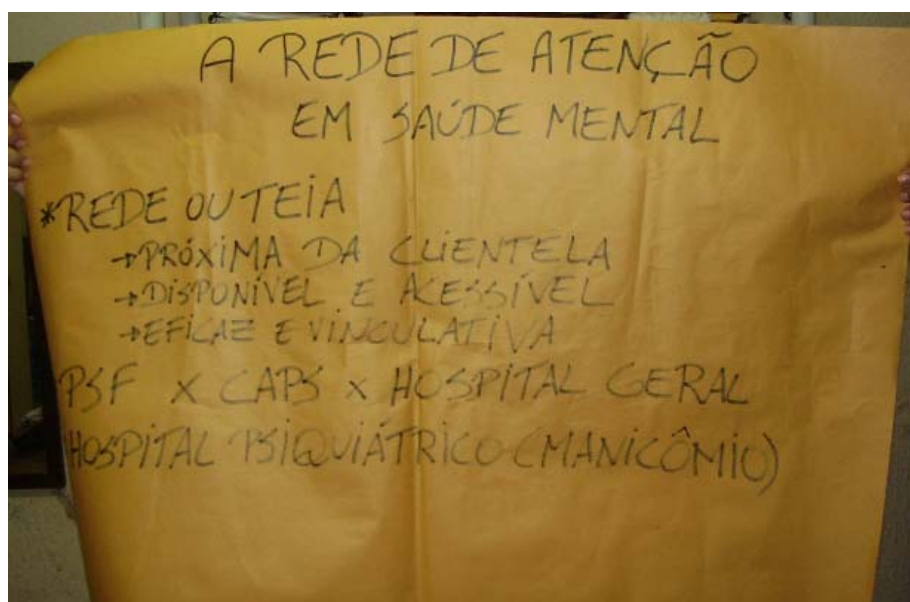 A REDE DE ATENÇÃO
EM SAÚDE MENTAL
*REDE OU TEIA
→PRÓXIMA DA CLIENTELA
→DISPONÍVEL E ACESSÍVEL
→EFICAZ E VINCULATIVA
PSF X CAPS X HOSPITAL GERAL
HOSPITAL PSIQUIÁTRICO (MANICÔMIO)